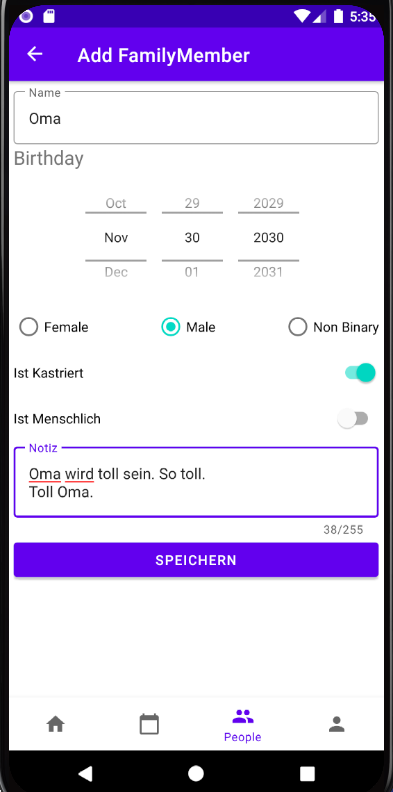 5:35
Add FamilyMember
Name
Oma
Birthday
Oct 29 2029
Nov 30 2030
Dec 01 2031
Female Male Non Binary
Ist Kastriert
Ist Menschlich
Notiz
Oma wird toll sein. So toll.
Toll Oma.
38/255
SPEICHERN
People